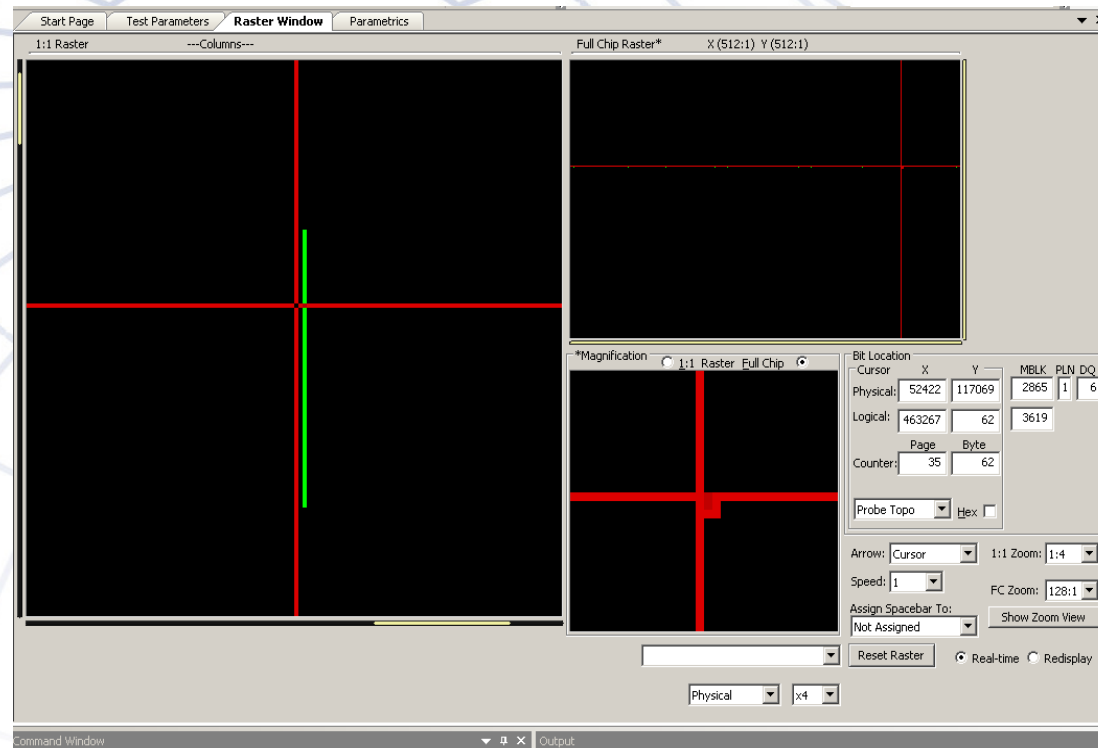 Start Page Test Parameters Raster Window Parametrics
1:1 Raster ---Columns--- Full Chip Raster* X (512:1) Y (512:1)
*Magnification 1:1 Raster Full Chip
Bit Location
Cursor X Y MBLK PLN DQ
Physical: 52422 117069 2865 1 6
Logical: 463267 62 3619
Page Byte
Counter: 35 62
Probe Topo Hex
Arrow: Cursor 1:1 Zoom: 1:4
Speed: 1 FC Zoom: 128:1
Assign Spacebar To: Show Zoom View
Not Assigned
Reset Raster Real-time Redisplay
Physical x4
Command Window Output